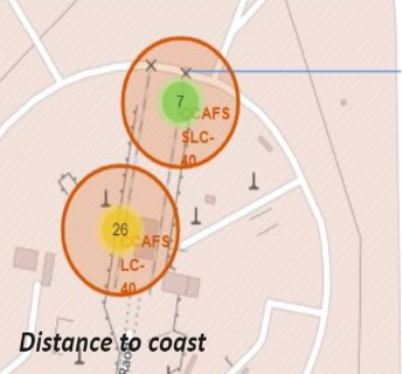 7
CCAFS
SLC-
40
26
CCAFS
LC-
40
Distance to coast